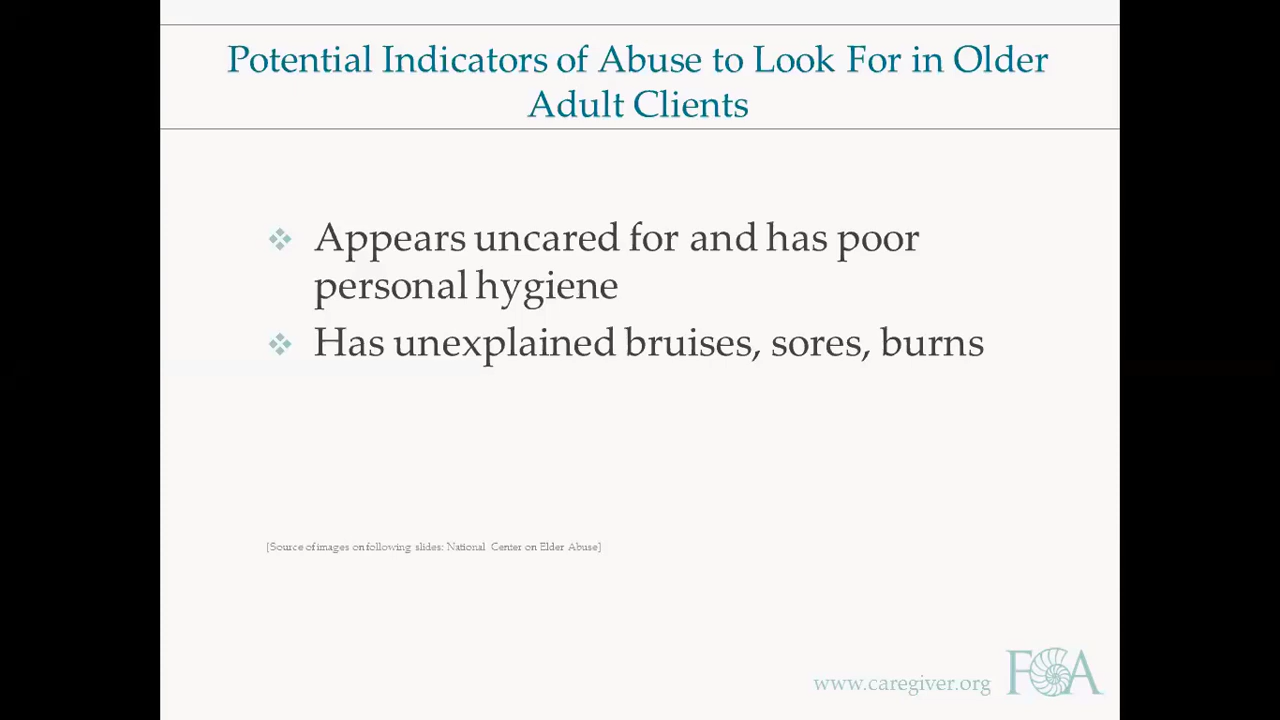 Potential Indicators of Abuse to Look For in Older
Adult Clients
Appears uncared for and has poor
personal hygiene
Has unexplained bruises, sores, burns
[Source of images on following slides: National Center on Elder Abuse]
www.caregiver.org
FCA